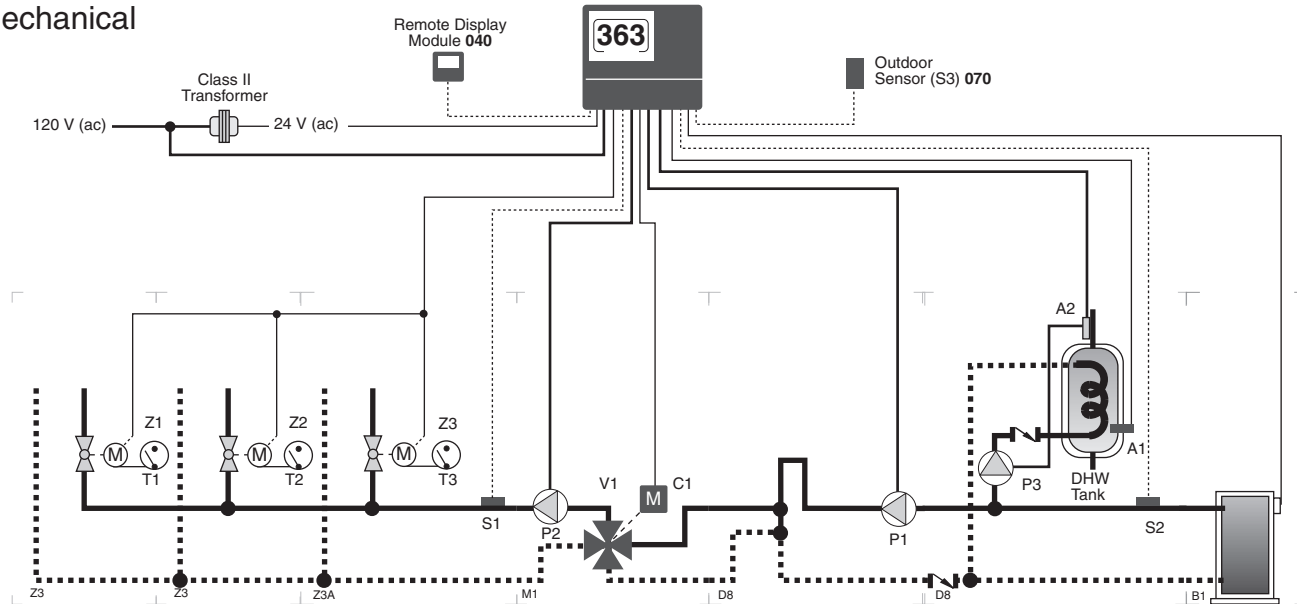 echanical
Remote Display
Module 040
363
Outdoor
Sensor (S3) 070
Class II
Transformer
120 V (ac)
24 V (ac)
A2
Z1
Z2
Z3
M
M
M
T1
T2
T3
A1
P3
DHW
Tank
V1
M
C1
S1
P2
P1
S2
Z3
Z3
Z3A
M1
D8
D8
B1